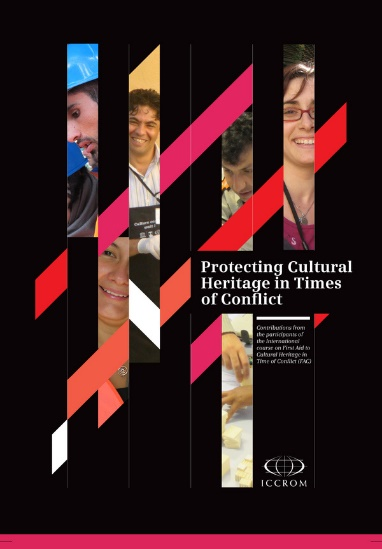 Protecting Cultural
Heritage in Times
of Conflict
Contributions from
the participants of
the International
course on First Aid to
Cultural Heritage in
Time of Conflict (FAC)
ICCROM